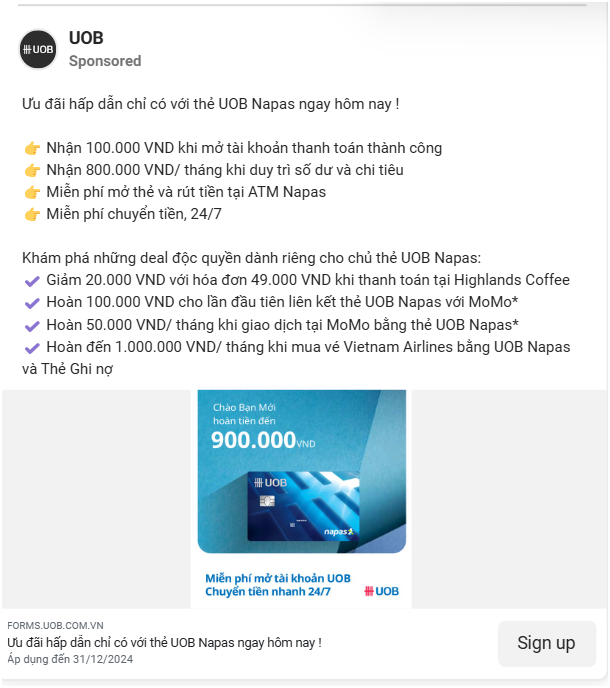 UOB
UOB
Sponsored
Ưu đãi hấp dẫn chỉ có với thẻ UOB Napas ngay hôm nay !
👉 Nhận 100.000 VND khi mở tài khoản thanh toán thành công
👉 Nhận 800.000 VND/ tháng khi duy trì số dư và chi tiêu
👉 Miễn phí mở thẻ và rút tiền tại ATM Napas
👉 Miễn phí chuyển tiền, 24/7
Khám phá những deal độc quyền dành riêng cho chủ thẻ UOB Napas:
✔ Giảm 20.000 VND với hóa đơn 49.000 VND khi thanh toán tại Highlands Coffee
✔ Hoàn 100.000 VND cho lần đầu tiên liên kết thẻ UOB Napas với MoMo*
✔ Hoàn 50.000 VND/ tháng khi giao dịch tại MoMo bằng thẻ UOB Napas*
✔ Hoàn đến 1.000.000 VND/ tháng khi mua vé Vietnam Airlines bằng UOB Napas
và Thẻ Ghi nợ
Chào Bạn Mới
hoàn tiền đến
900.000VND
UOB
napas
Miễn phí mở tài khoản UOB
Chuyển tiền nhanh 24/7
UOB
FORMS.UOB.COM.VN
Ưu đãi hấp dẫn chỉ có với thẻ UOB Napas ngay hôm nay !
Áp dụng đến 31/12/2024
Sign up